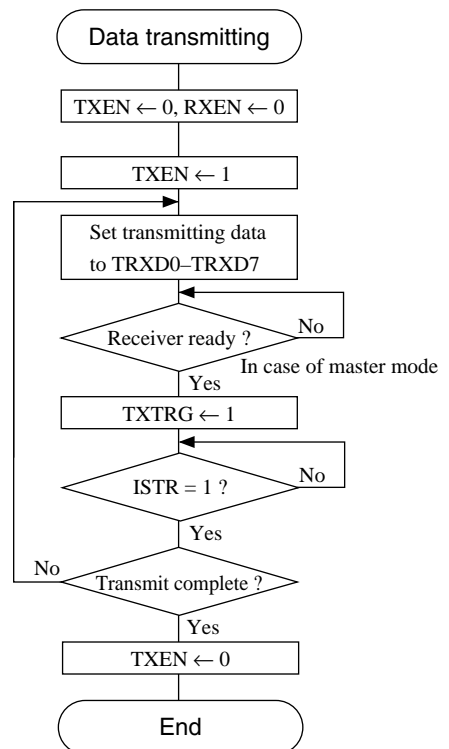 Data transmitting
TXEN ← 0, RXEN ← 0
TXEN ← 1
Set transmitting data
to TRXD0–TRXD7
No
Receiver ready ?
In case of master mode
Yes
TXTRG ← 1
No
ISTR = 1 ?
Yes
No
Transmit complete ?
Yes
TXEN ← 0
End